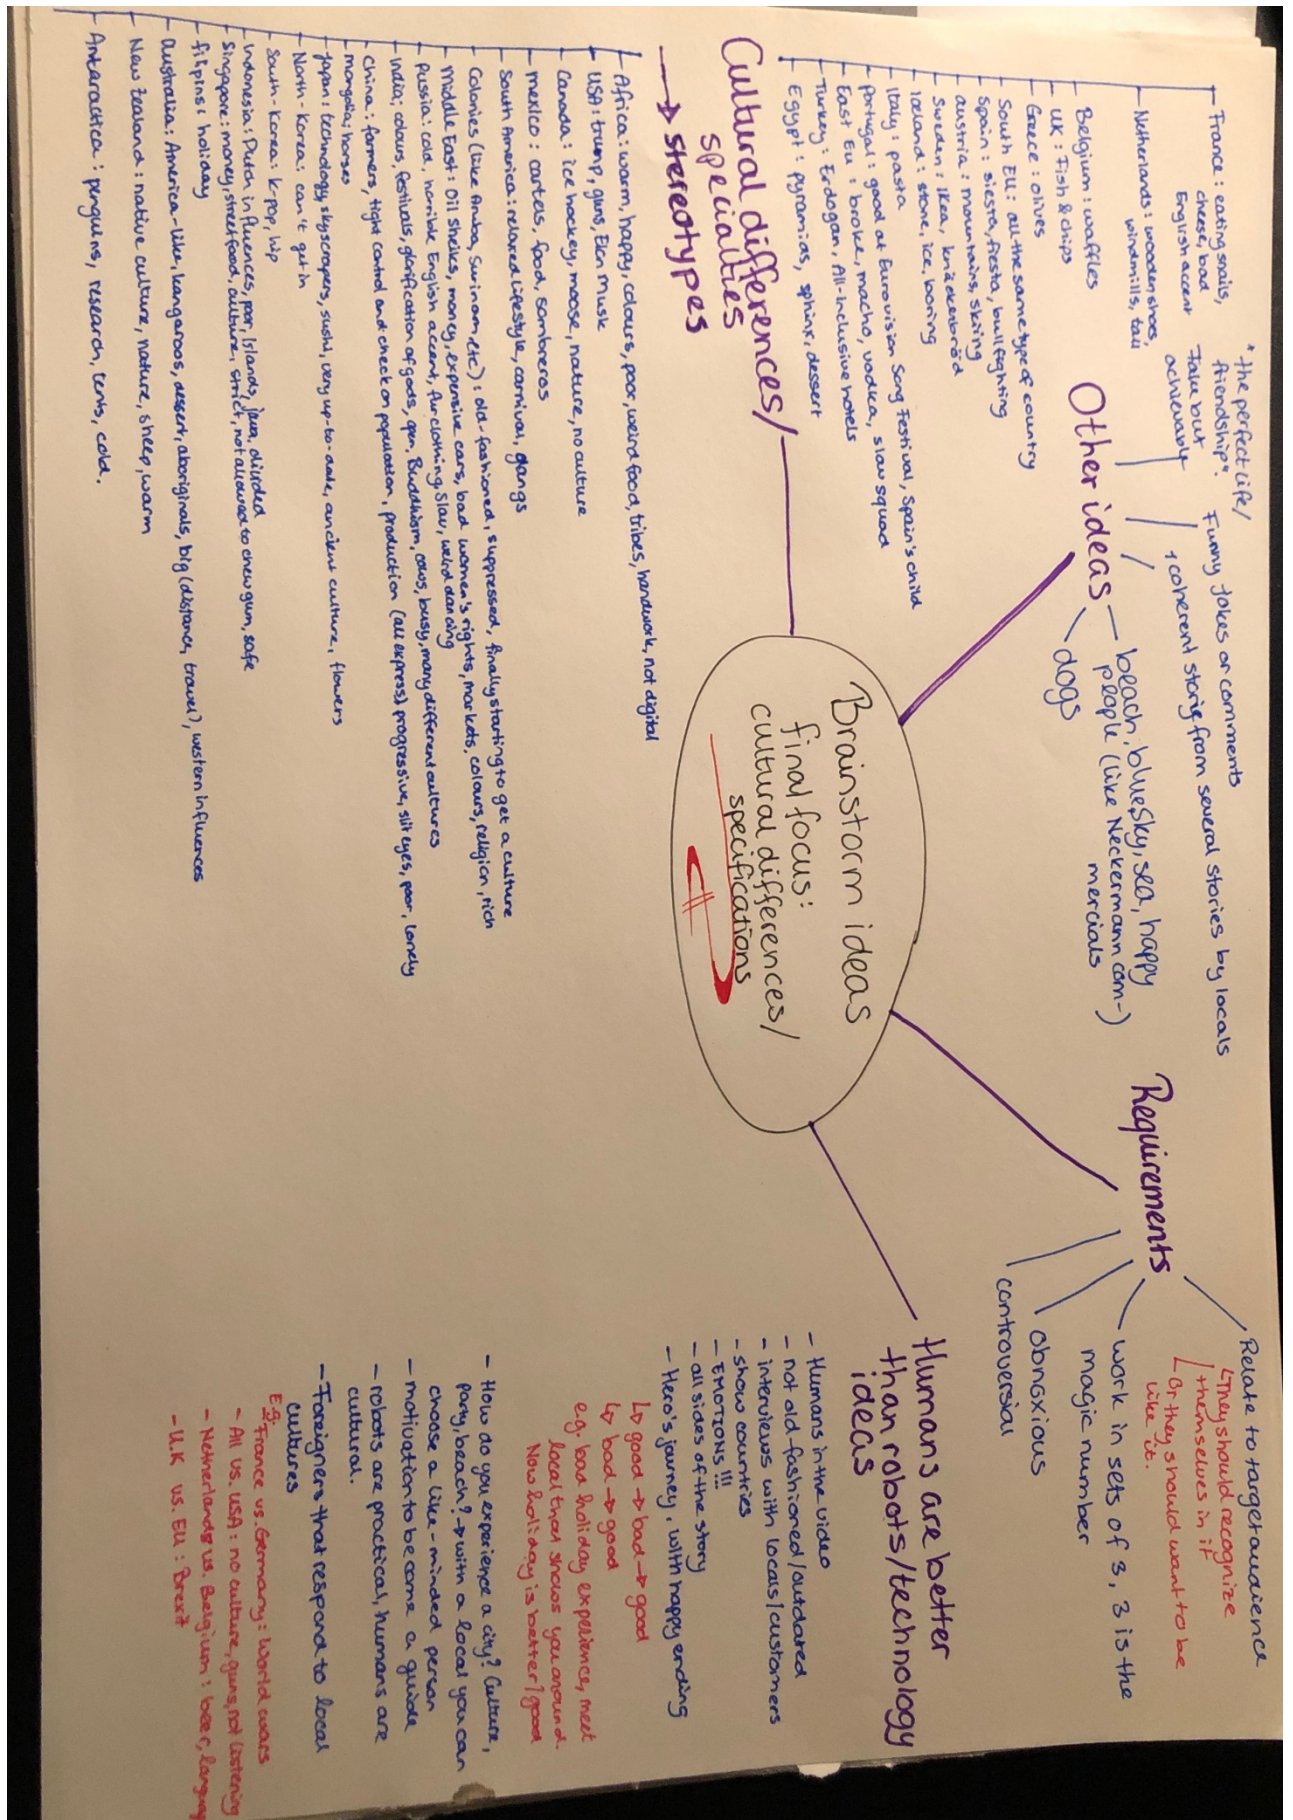 Brainstorm ideas
final focus:
cultural differences/
specifications
Other ideas
* "the perfect life/
friendship".
Fake but
achievably
Funny jokes or comments
1 coherent storie from several stories by locals
beach, blue sky, sea, happy
people (like Neckermann com-)
mercials
dogs
Requirements
Relate to target audience
↳ They should recognize
themselves in it
Or they should want to be
like it.
work in sets of 3, 3 is the
magic number
obnoxious
controversial
Humans are better
than robots/technology
ideas
- Humans in the video
- not old-fashioned/outdated
- interviews with locals/customers
- show countries
- EMOTIONS !!!
- all sides of the story
- Hero's journey, with happy ending
↳ good → bad → good
↳ bad → good
e.g. bad holiday experience, meet
local that shows you around.
Now holiday is better/good
- How do you experience a city? Culture,
party, beach? → with a local you can
choose a like-minded person
- motivation to become a guide
- robots are practical, humans are
cultural.
- Foreigners that respond to local
cultures
E.g. France vs. Germany: World wars
- All vs. USA: no culture, guns, not listening
- Netherlands vs. Belgium: beer, language
- U.K vs. EU: Brexit
Cultural differences/
specialties
→ stereotypes
France: eating snails,
cheese, bad
English accent
Netherlands: wooden shoes,
windmills, tall
Belgium: waffles
UK: Fish & chips
Greece: olives
South EU: all the same type of country
Spain: siesta, fiesta, bull fighting
Austria: mountains, skiing
Sweden: Ikea, knäckebröd
Iceland: stone, ice, boring
Italy: pasta
Portugal: good at Eurovision Song Festival, Spain's child
East Eu: broke, macho, vodka, slav squad
Turkey: Erdogan, All-inclusive hotels
Egypt: pyramids, sphinx, dessert
Africa: warm, happy, colours, poor, weird food, tribes, handwork, not digital
USA: trump, guns, Elon Musk
Canada: ice hockey, moose, nature, no culture
Mexico: cartels, food, sombreros
South America: relaxed lifestyle, carnival, gangs
Colonies (like Aruba, Surinam, etc): old-fashioned, suppressed, finally starting to get a culture
Middle East: Oil Sheiks, money, expensive cars, bad women's rights, markets, colours, religion, rich
Russia: cold, horrible English accent, fur clothing, slav, weird dancing
India: colours, festivals, glorification of gods, open, Buddhism, cows, busy, many different cultures
China: farmers, tight control and check on population, production (aliexpress) progressive, slit eyes, poor, lonely
mongolia: horses
Japan: technology, skyscrapers, sushi, very up-to-date, ancient culture, flowers
North-Korea: can't get in
South-Korea: k-pop, hip
Indonesia: Dutch influences, poor, Islands, java, divided
Singapore: money, street food, culture, strict, not allowed to chew gum, safe
filipins: holiday
Australia: America-like, kangaroos, dessert, aboriginals, big (distance, travel), western influences
New Zealand: native culture, nature, sheep, warm
Antarctica: penguins, research, tents, cold.